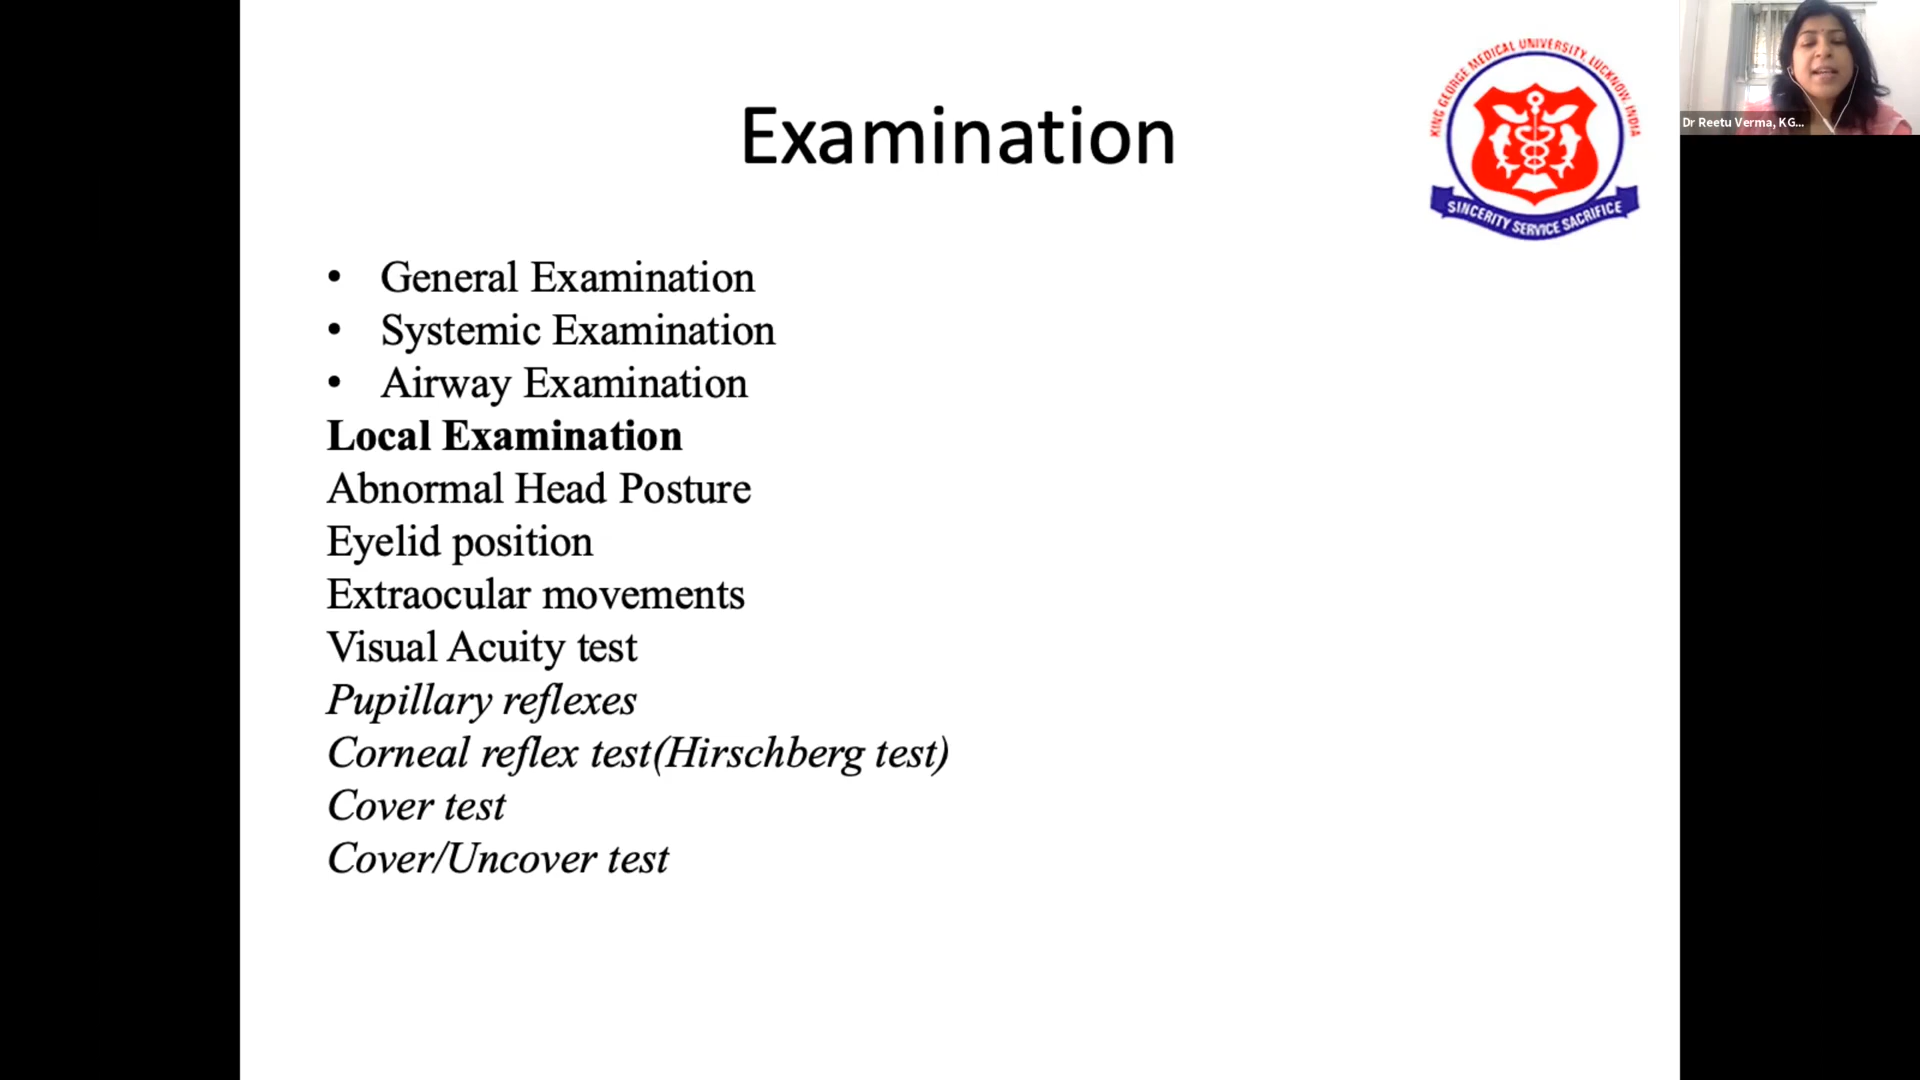 Examination
KING GEORGE MEDICAL UNIVERSITY, LUCKNOW, INDIA
SINCERITY SERVICE SACRIFICE
Dr Reetu Verma, KG...
• General Examination
• Systemic Examination
• Airway Examination
Local Examination
Abnormal Head Posture
Eyelid position
Extraocular movements
Visual Acuity test
Pupillary reflexes
Corneal reflex test(Hirschberg test)
Cover test
Cover/Uncover test